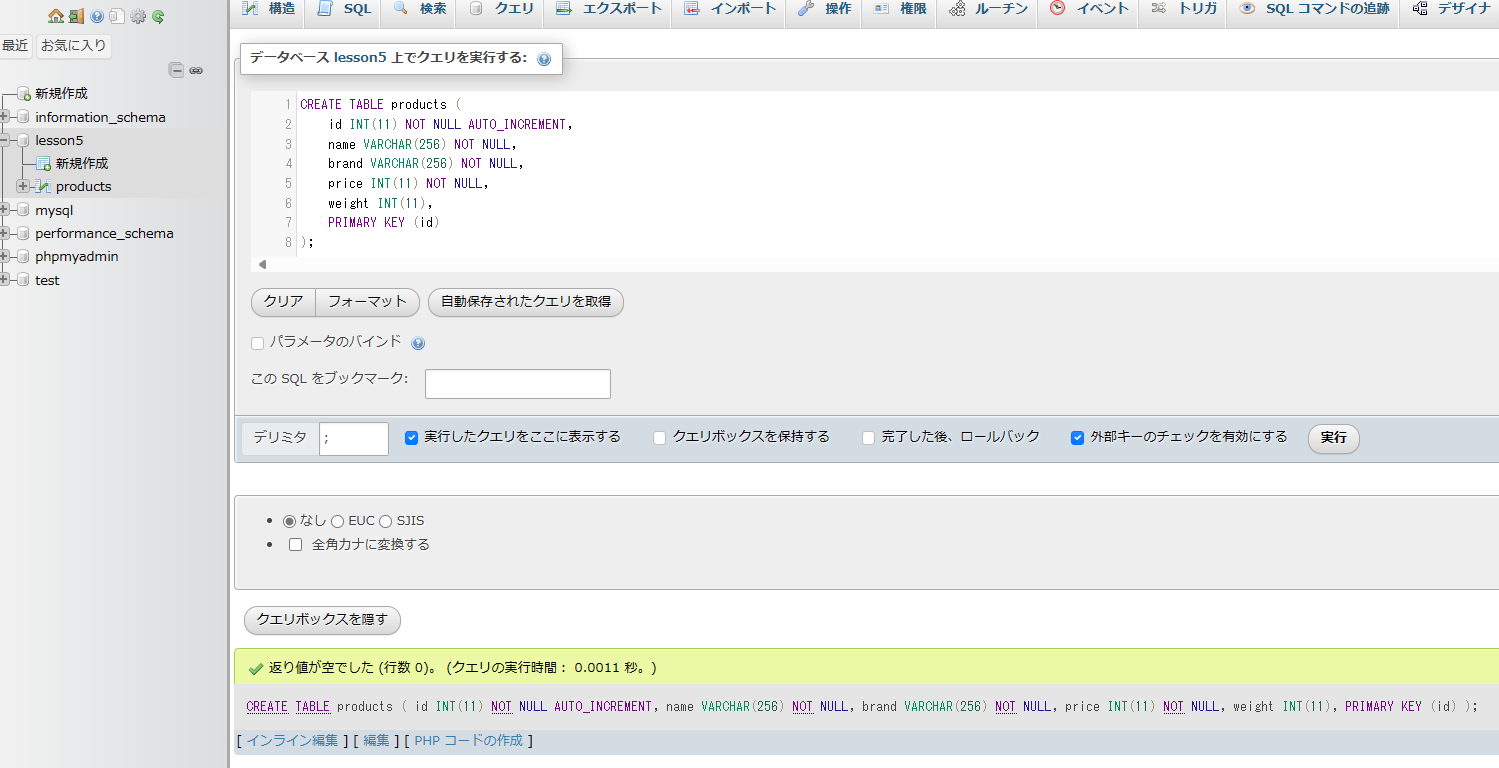 構造 SQL 検索 クエリ エクスポート インポート 操作 権限 ルーチン イベント トリガ SQL コマンドの追跡 デザイナ
最近 お気に入り
新規作成
information_schema
lesson5
新規作成
products
mysql
performance_schema
phpmyadmin
test
データベース lesson5 上でクエリを実行する:
1 CREATE TABLE products (
2 id INT(11) NOT NULL AUTO_INCREMENT,
3 name VARCHAR(256) NOT NULL,
4 brand VARCHAR(256) NOT NULL,
5 price INT(11) NOT NULL,
6 weight INT(11),
7 PRIMARY KEY (id)
8 );
クリア フォーマット 自動保存されたクエリを取得
パラメータのバインド
この SQL をブックマーク:
デリミタ ; 実行したクエリをここに表示する クエリボックスを保持する 完了した後、ロールバック 外部キーのチェックを有効にする 実行
なし EUC SJIS
全角カナに変換する
クエリボックスを隠す
返り値が空でした (行数 0)。 (クエリの実行時間： 0.0011 秒。)
CREATE TABLE products ( id INT(11) NOT NULL AUTO_INCREMENT, name VARCHAR(256) NOT NULL, brand VARCHAR(256) NOT NULL, price INT(11) NOT NULL, weight INT(11), PRIMARY KEY (id) );
[ インライン編集 ] [ 編集 ] [ PHP コードの作成 ]